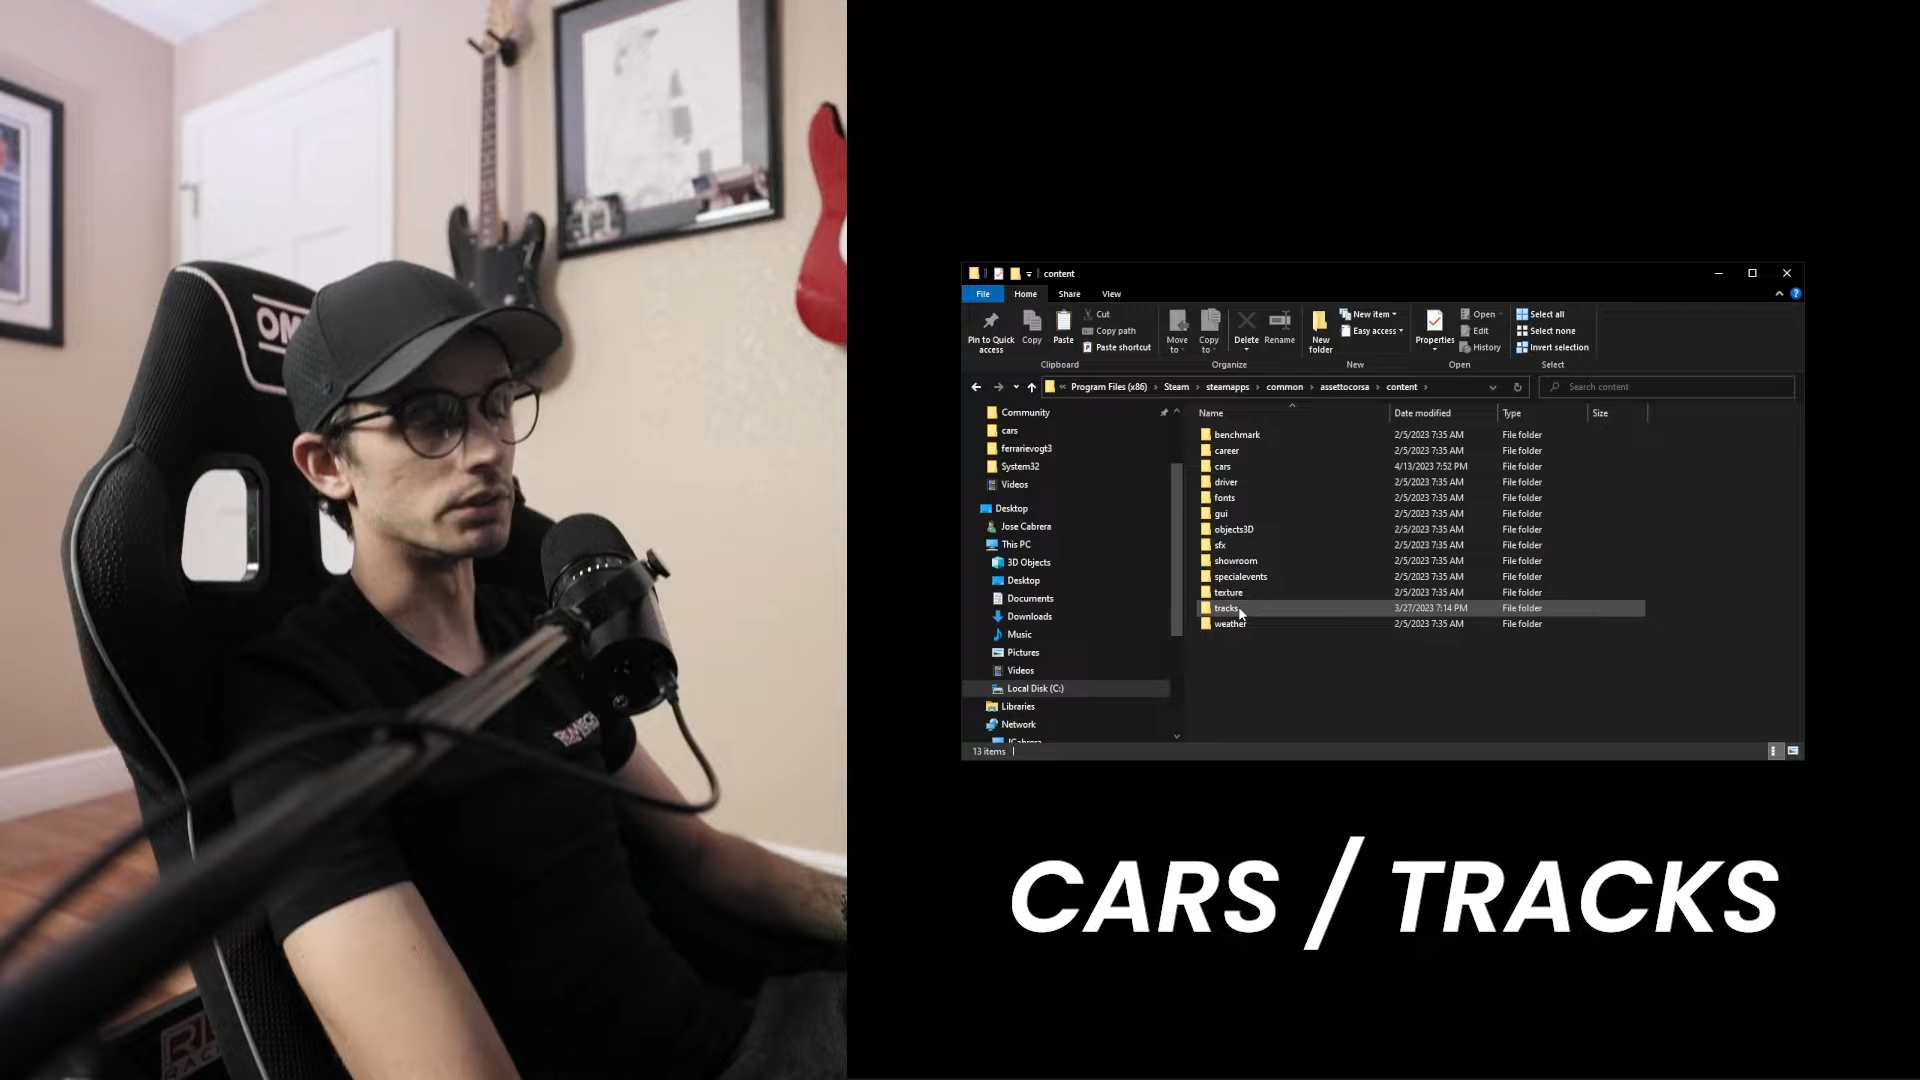 OM
content
File Home Share View
Pin to Quick access
Copy
Paste
Cut
Copy path
Paste shortcut
Move to
Copy to
Delete
Rename
New folder
New item
Easy access
Properties
Open
Edit
History
Select all
Select none
Invert selection
Clipboard Organize New Open Select
« Program Files (x86) › Steam › steamapps › common › assettocorsa › content ›
Search content
Community
cars
ferrarievogt3
System32
Videos
Desktop
Jose Cabrera
This PC
3D Objects
Desktop
Documents
Downloads
Music
Pictures
Videos
Local Disk (C:)
Libraries
Network
Name Date modified Type Size
benchmark 2/5/2023 7:35 AM File folder
career 2/5/2023 7:35 AM File folder
cars 4/13/2023 7:52 PM File folder
driver 2/5/2023 7:35 AM File folder
fonts 2/5/2023 7:35 AM File folder
gui 2/5/2023 7:35 AM File folder
objects3D 2/5/2023 7:35 AM File folder
sfx 2/5/2023 7:35 AM File folder
showroom 2/5/2023 7:35 AM File folder
specialevents 2/5/2023 7:35 AM File folder
texture 2/5/2023 7:35 AM File folder
tracks 3/27/2023 7:14 PM File folder
weather 2/5/2023 7:35 AM File folder
13 items
CARS / TRACKS